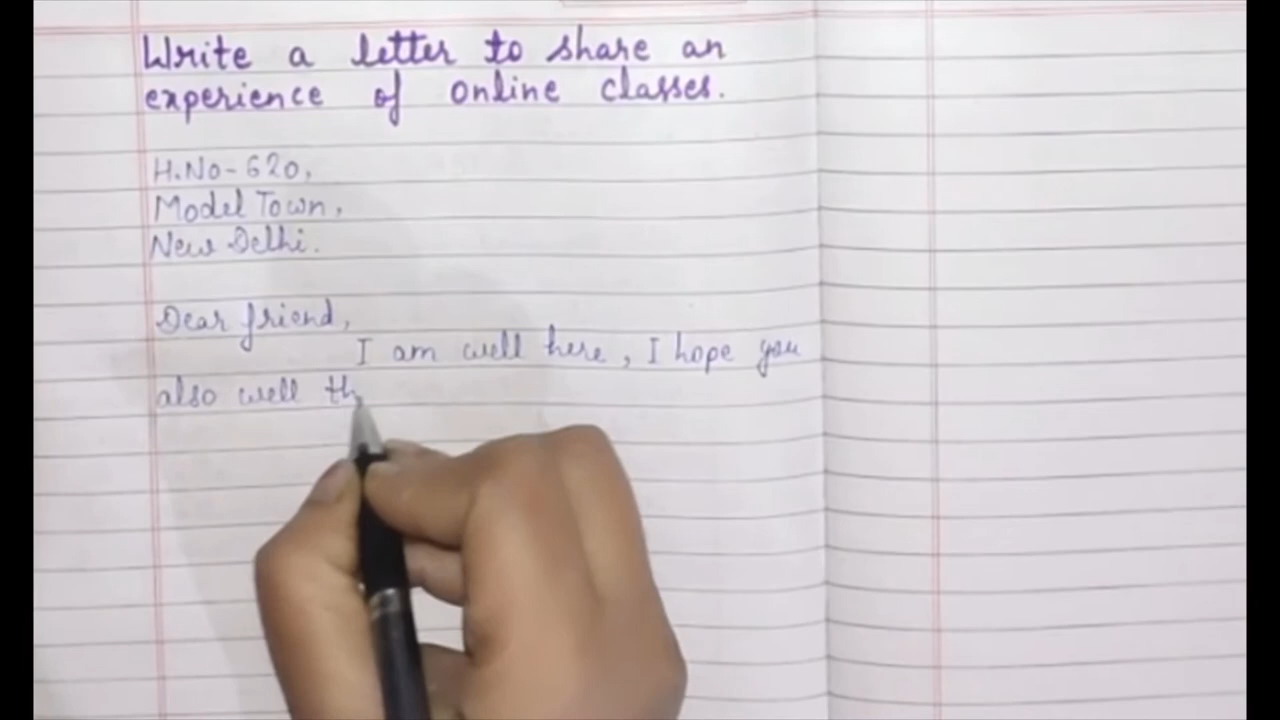 Write a letter to share an
experience of online classes.
H.No-620,
Model Town,
New Delhi.
Dear friend,
I am well here, I hope you
also well th